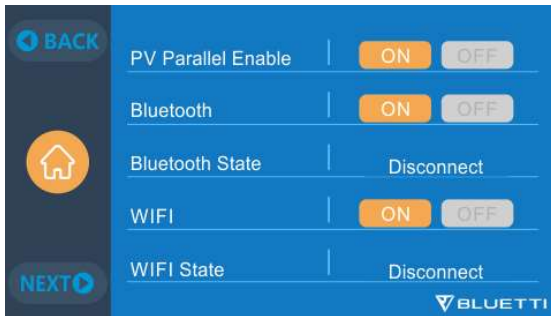 BACK
PV Parallel Enable ON OFF
Bluetooth ON OFF
Bluetooth State Disconnect
WIFI ON OFF
WIFI State Disconnect
NEXT
BLUETTI